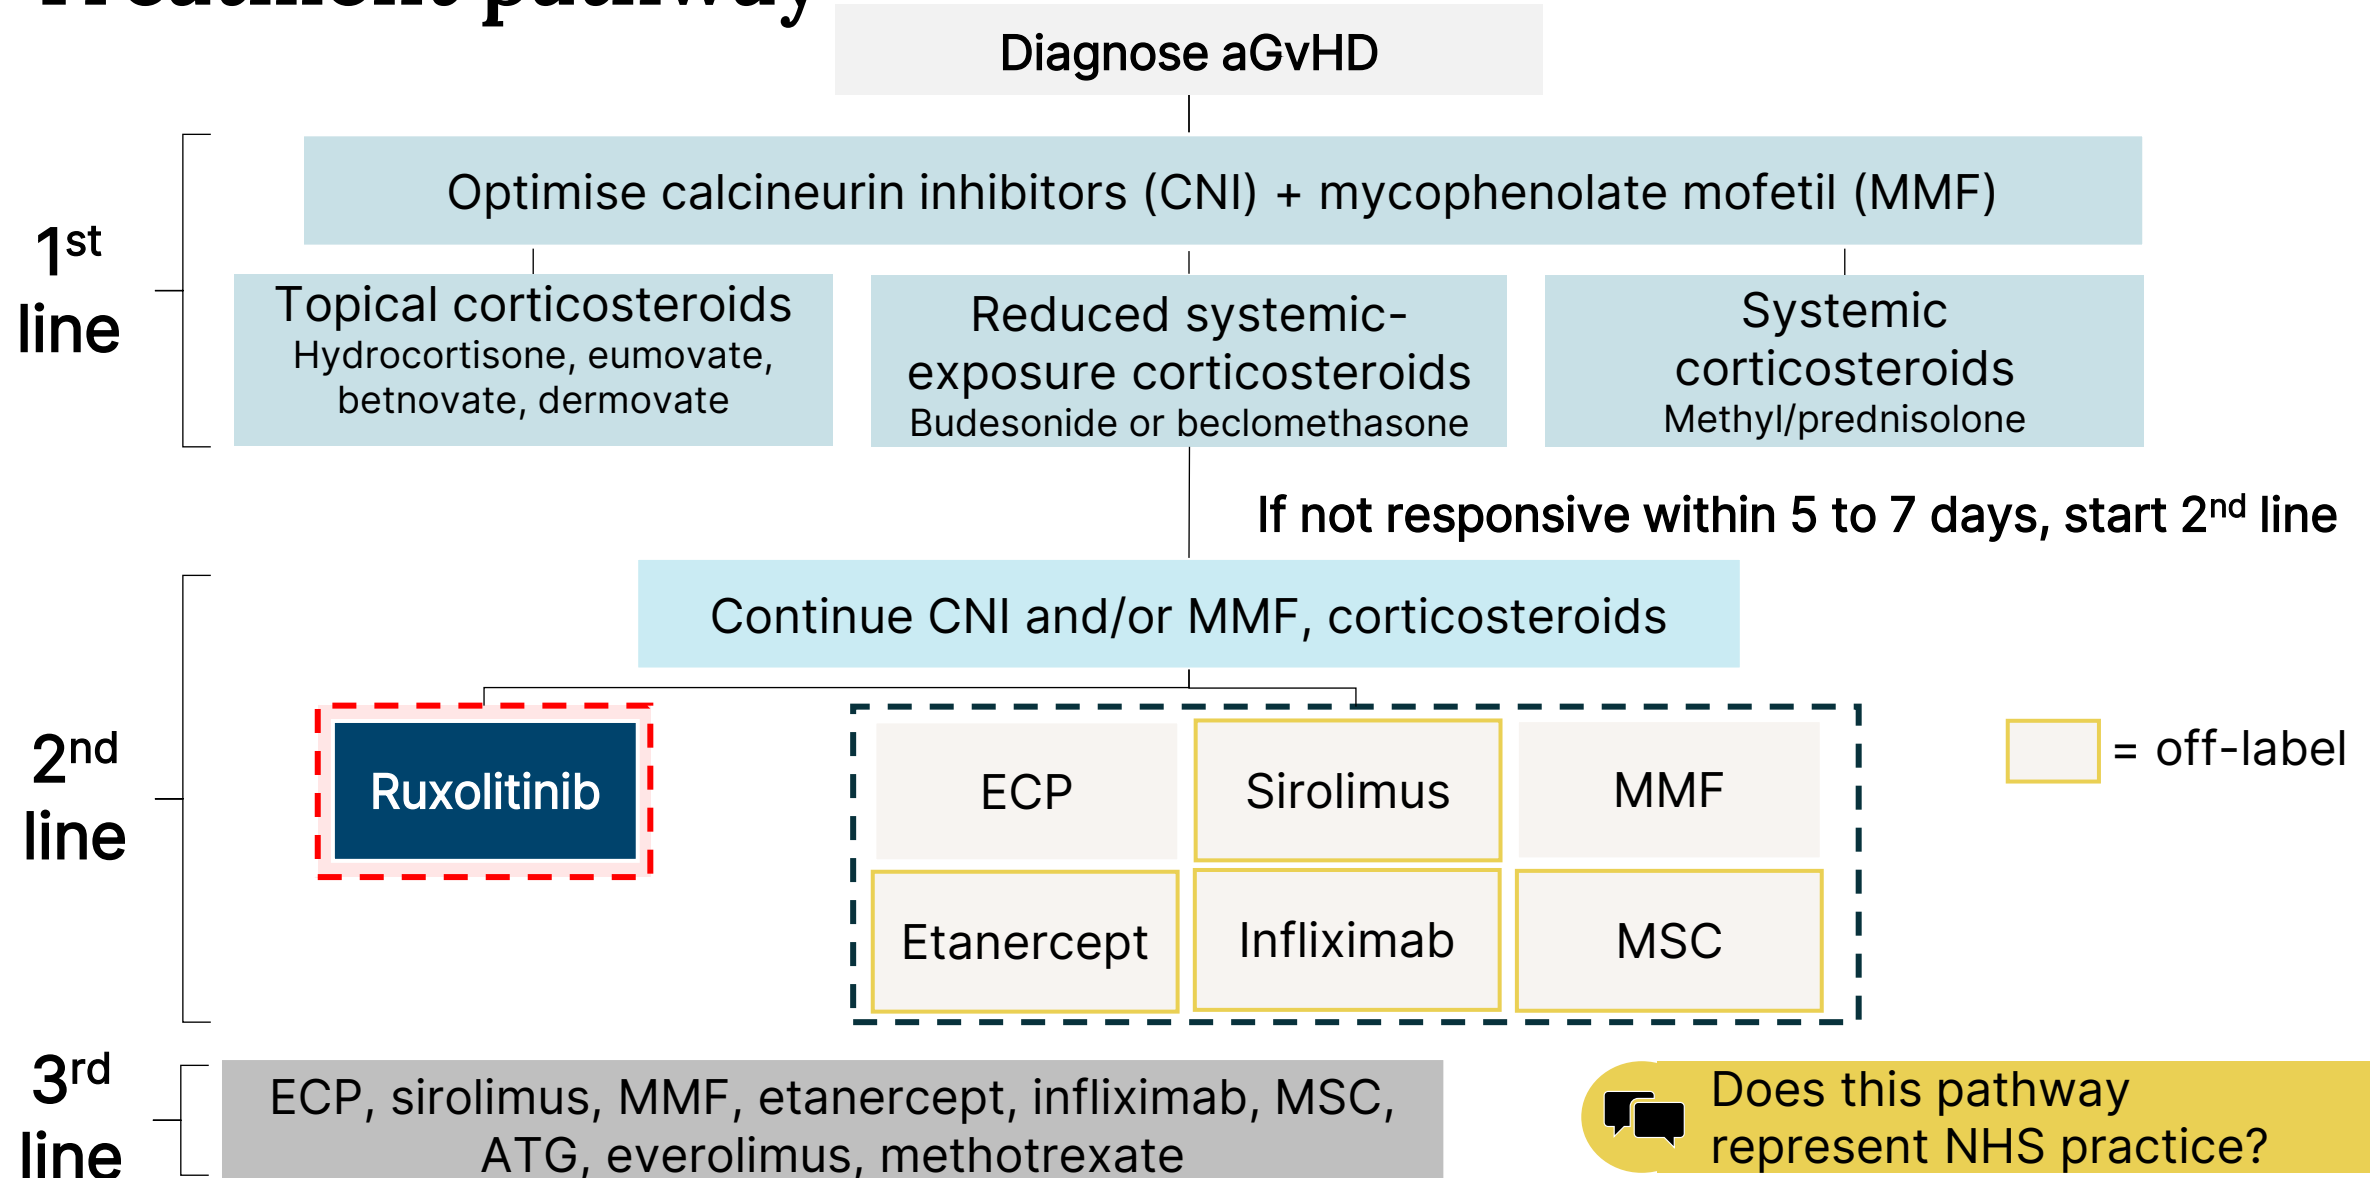 Treatment pathway
Diagnose aGvHD
1st
line
Optimise calcineurin inhibitors (CNI) + mycophenolate mofetil (MMF)
Topical corticosteroids
Hydrocortisone, eumovate,
betnovate, dermovate
Reduced systemic-
exposure corticosteroids
Budesonide or beclomethasone
Systemic
corticosteroids
Methyl/prednisolone
If not responsive within 5 to 7 days, start 2nd line
2nd
line
Continue CNI and/or MMF, corticosteroids
Ruxolitinib
ECP
Sirolimus
MMF
Etanercept
Infliximab
MSC
= off-label
3rd
line
ECP, sirolimus, MMF, etanercept, infliximab, MSC,
ATG, everolimus, methotrexate
Does this pathway
represent NHS practice?